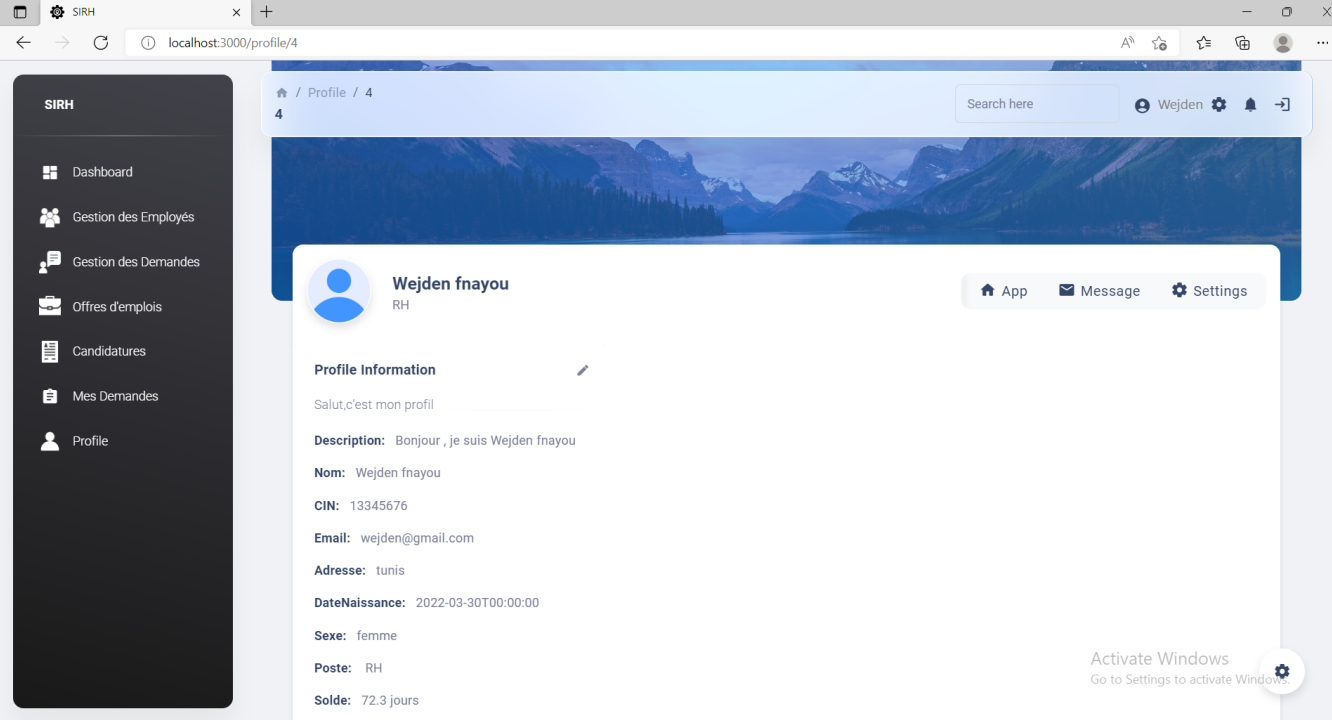 SIRH
localhost:3000/profile/4
SIRH
Dashboard
Gestion des Employés
Gestion des Demandes
Offres d'emplois
Candidatures
Mes Demandes
Profile
/ Profile / 4
4
Search here
Wejden
Wejden fnayou
RH
App
Message
Settings
Profile Information
Salut,c'est mon profil
Description: Bonjour , je suis Wejden fnayou
Nom: Wejden fnayou
CIN: 13345676
Email: wejden@gmail.com
Adresse: tunis
DateNaissance: 2022-03-30T00:00:00
Sexe: femme
Poste: RH
Solde: 72.3 jours
Activate Windows
Go to Settings to activate Windows.